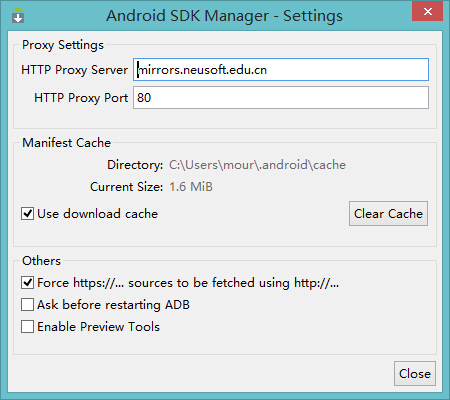 Android SDK Manager - Settings
Proxy Settings
HTTP Proxy Server mirrors.neusoft.edu.cn
HTTP Proxy Port 80
Manifest Cache
Directory: C:\Users\mour\.android\cache
Current Size: 1.6 MiB
Use download cache Clear Cache
Others
Force https://... sources to be fetched using http://...
Ask before restarting ADB
Enable Preview Tools
Close